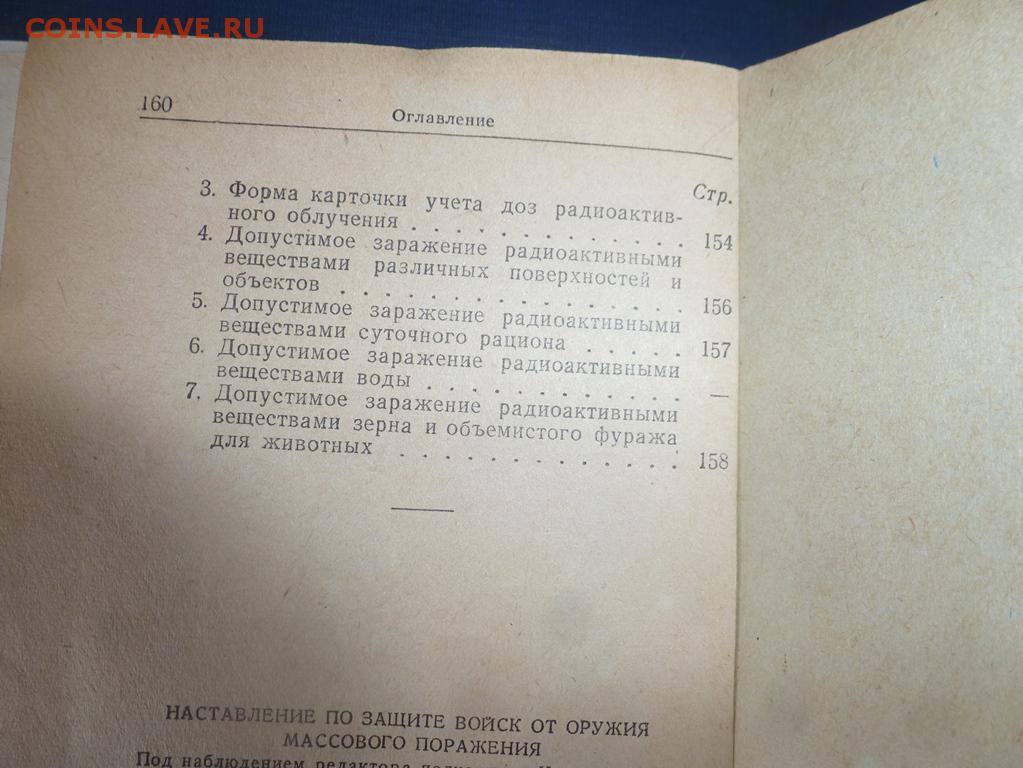 COINS.LAVE.RU
160
Оглавление
Стр.
3. Форма карточки учета доз радиоактив-
ного облучения . . . . . . . . . . . . . 154
4. Допустимое заражение радиоактивными
веществами различных поверхностей и
объектов . . . . . . . . . . . . . . . 156
5. Допустимое заражение радиоактивными
веществами суточного рациона . . . . . 157
6. Допустимое заражение радиоактивными
веществами воды . . . . . . . . . . . . —
7. Допустимое заражение радиоактивными
веществами зерна и объемистого фуража
для животных . . . . . . . . . . . . . 158
НАСТАВЛЕНИЕ ПО ЗАЩИТЕ ВОЙСК ОТ ОРУЖИЯ
МАССОВОГО ПОРАЖЕНИЯ
Под наблюдением редактора